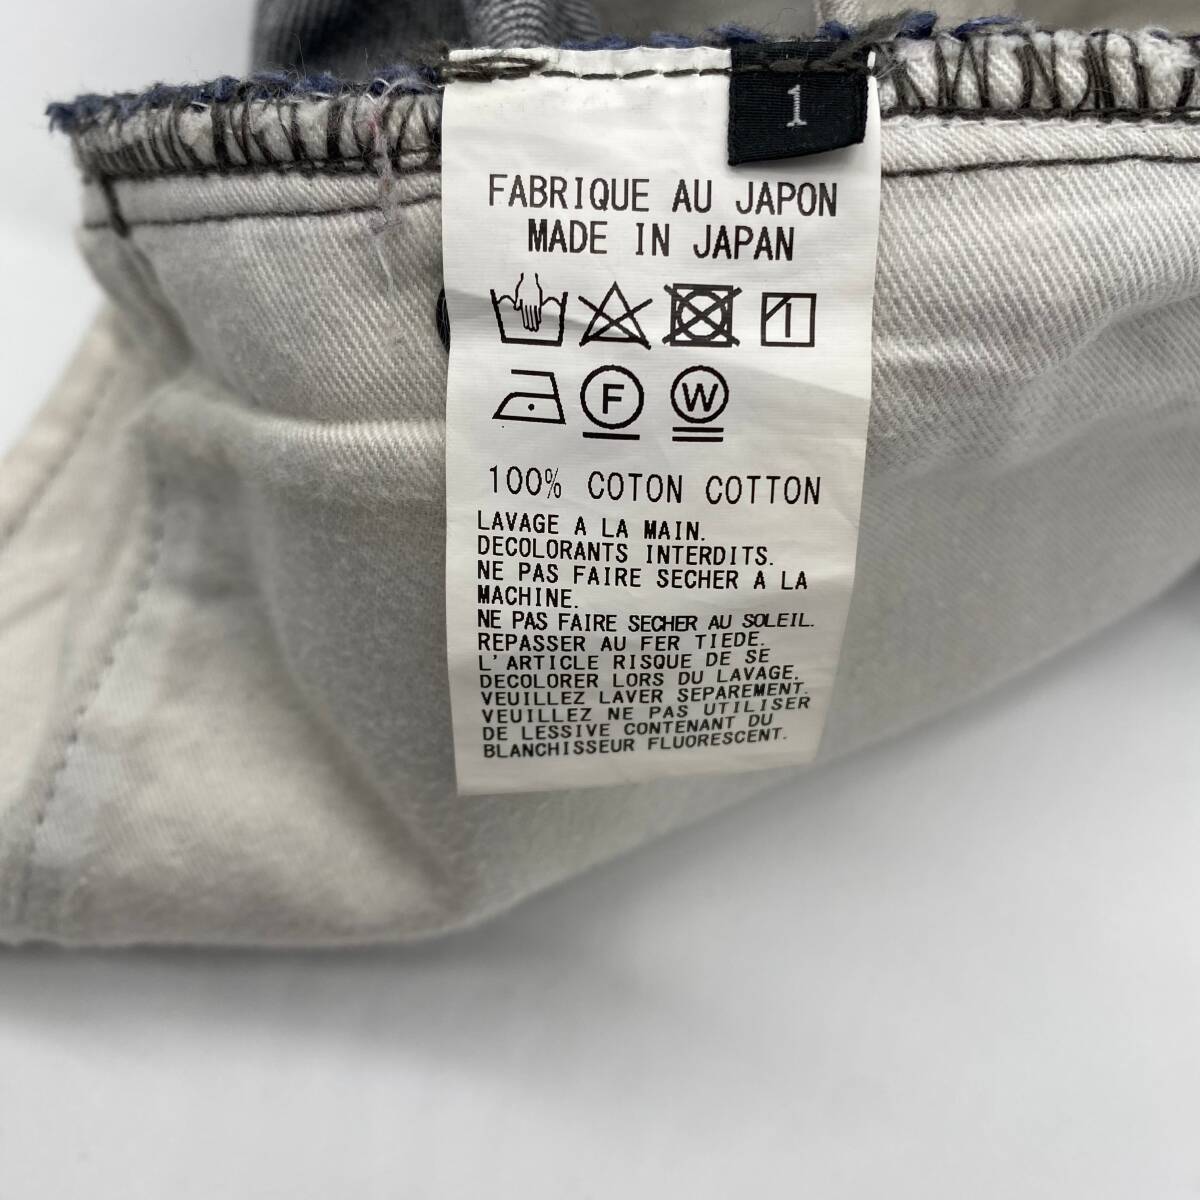 1
FABRIQUE AU JAPON
MADE IN JAPAN
F W
100% COTON COTTON
LAVAGE A LA MAIN.
DECOLORANTS INTERDITS.
NE PAS FAIRE SECHER A LA
MACHINE.
NE PAS FAIRE SECHER AU SOLEIL.
REPASSER AU FER TIEDE.
L'ARTICLE RISQUE DE SE
DECOLORER LORS DU LAVAGE.
VEUILLEZ LAVER SEPAREMENT.
VEUILLEZ NE PAS UTILISER
DE LESSIVE CONTENANT DU
BLANCHISSEUR FLUORESCENT.